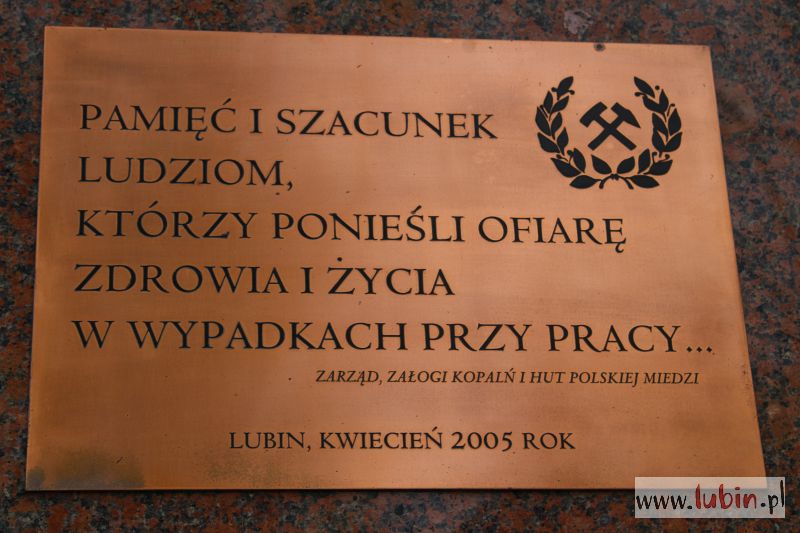 PAMIĘĆ I SZACUNEK
LUDZIOM,
KTÓRZY PONIEŚLI OFIARĘ
ZDROWIA I ŻYCIA
W WYPADKACH PRZY PRACY...
ZARZĄD, ZAŁOGI KOPALŃ I HUT POLSKIEJ MIEDZI
LUBIN, KWIECIEŃ 2005 ROK
www.lubin.pl